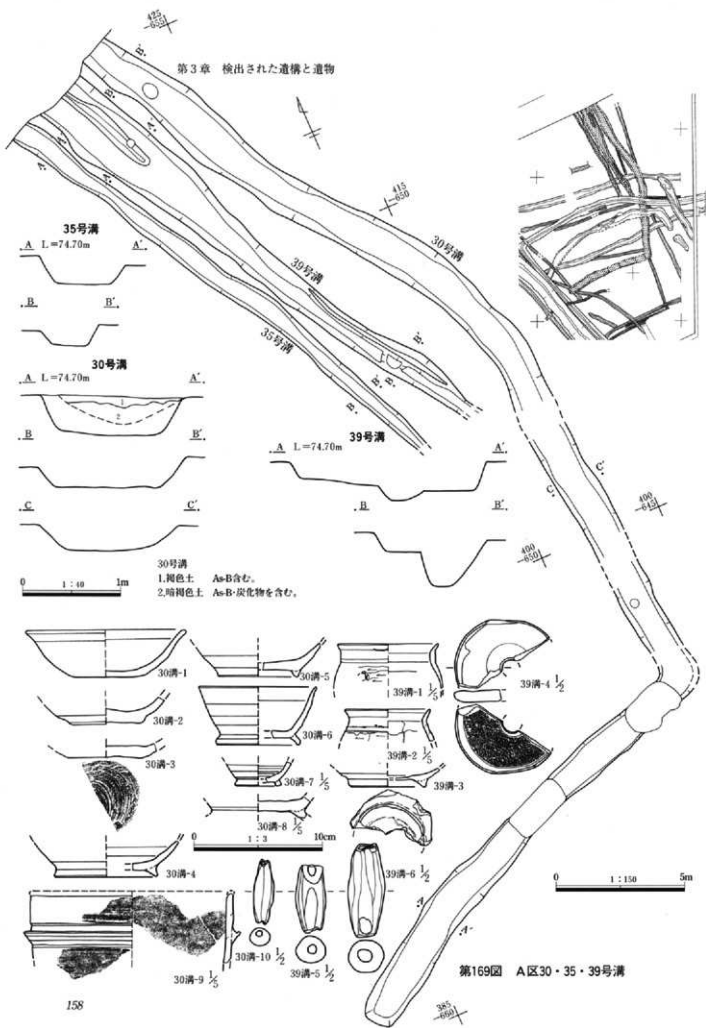 425
-655
第3章 検出された遺構と遺物
B'
B
A'
A
A
A
415
-650
35号溝
A L=74.70m A'
B B'
30号溝
39号溝
35号溝
B'
B'
B
B
30号溝
A L=74.70m A'
1
2
B B'
C C'
39号溝
A L=74.70m A'
B B'
C'
C
400
-645
400
-650
30号溝
1.褐色土 As-B含む。
2.暗褐色土 As-B・炭化物を含む。
0 1:40 1m
30溝-1
30溝-2
30溝-3
30溝-4
30溝-5
30溝-6
30溝-7 1/5
30溝-8 1/5
39溝-1 1/5
39溝-2 1/5
39溝-3
39溝-4 1/2
0 1:3 10cm
30溝-9 1/5
30溝-10 1/2
39溝-5 1/2
39溝-6 1/2
A
A'
0 1:150 5m
385
-660
第169図 A区30・35・39号溝
158